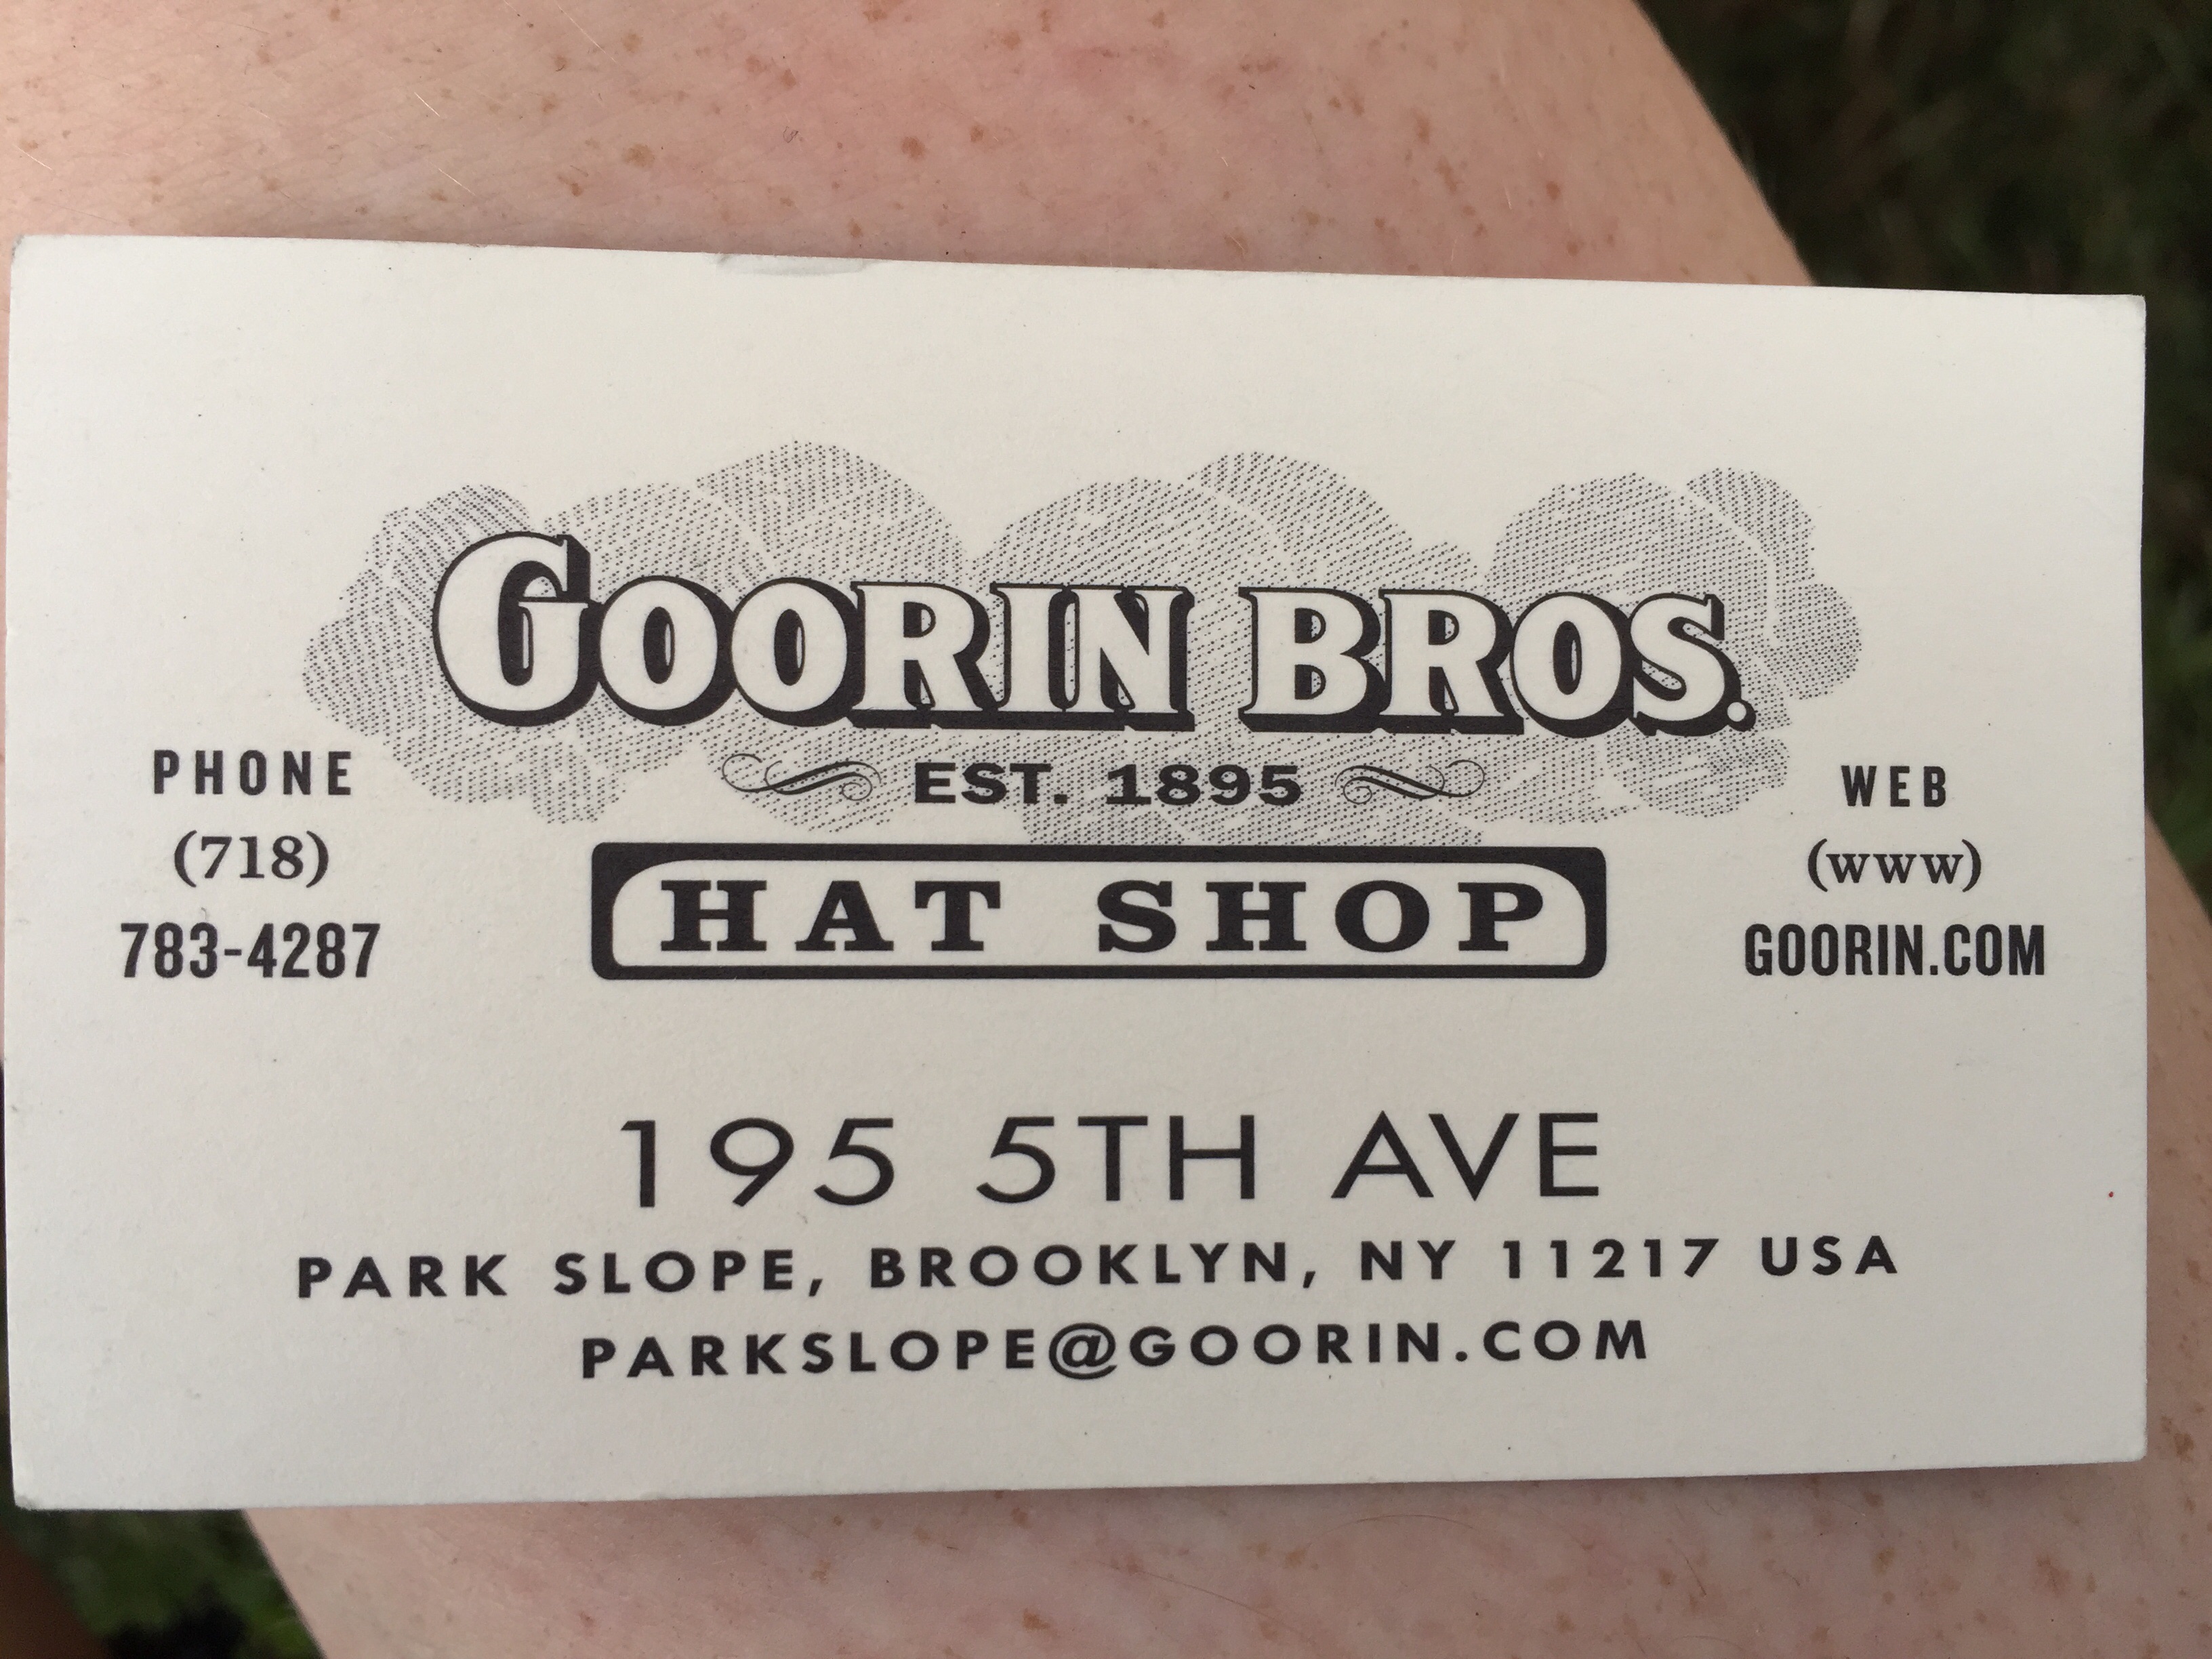 GOORIN BROS.
EST. 1895
HAT SHOP
PHONE
(718)
783-4287
WEB
(www)
GOORIN.COM
195 5TH AVE
PARK SLOPE, BROOKLYN, NY 11217 USA
PARKSLOPE@GOORIN.COM